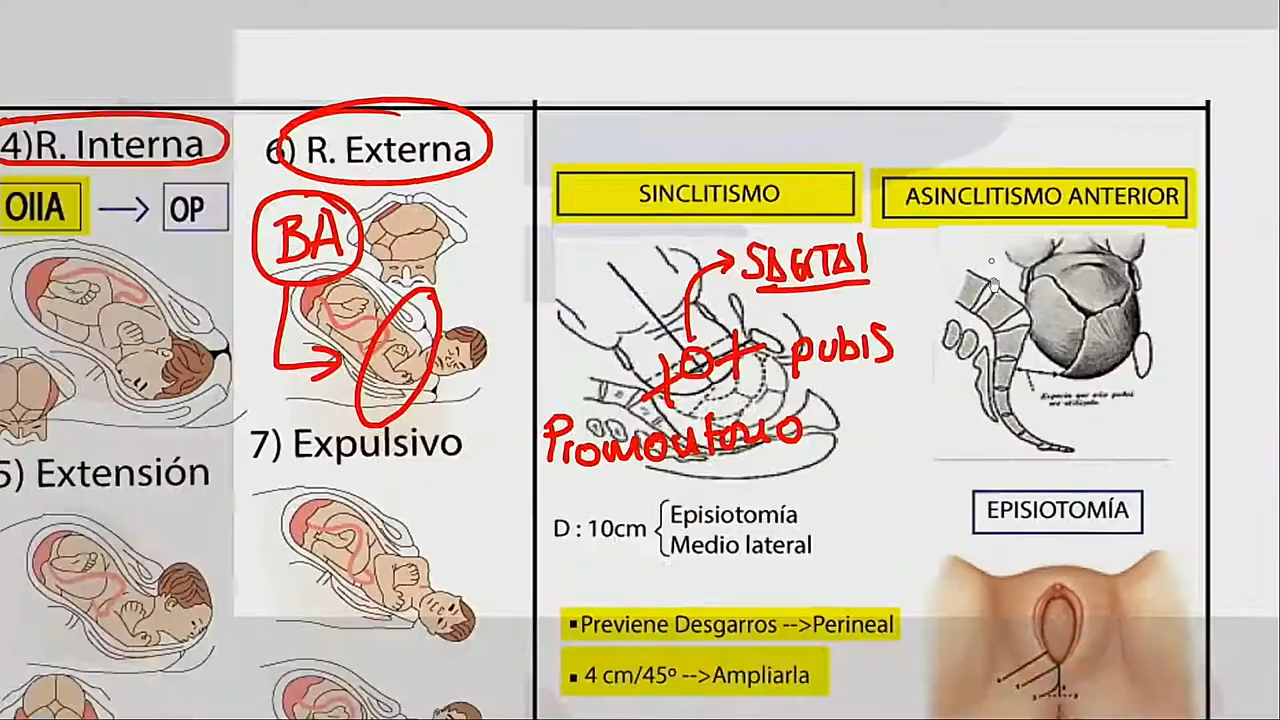 4)R. Interna
OIIA
OP
5) Extensión
6) R. Externa
BA
7) Expulsivo
SINCLITISMO
SAGITAL
pubis
Promontorio
D : 10cm
Episiotomía
Medio lateral
▪Previene Desgarros -->Perineal
▪ 4 cm/45º -->Ampliarla
ASINCLITISMO ANTERIOR
EPISIOTOMÍA